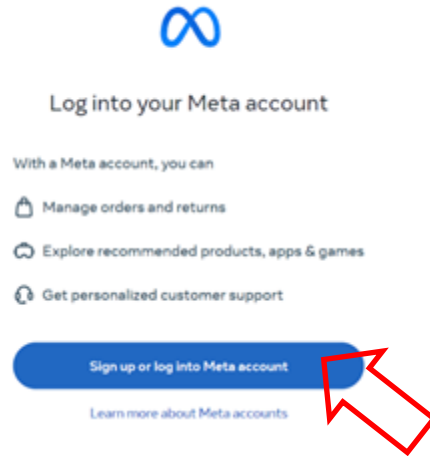 Log into your Meta account
With a Meta account, you can
Manage orders and returns
Explore recommended products, apps & games
Get personalized customer support
Sign up or log into Meta account
Learn more about Meta accounts